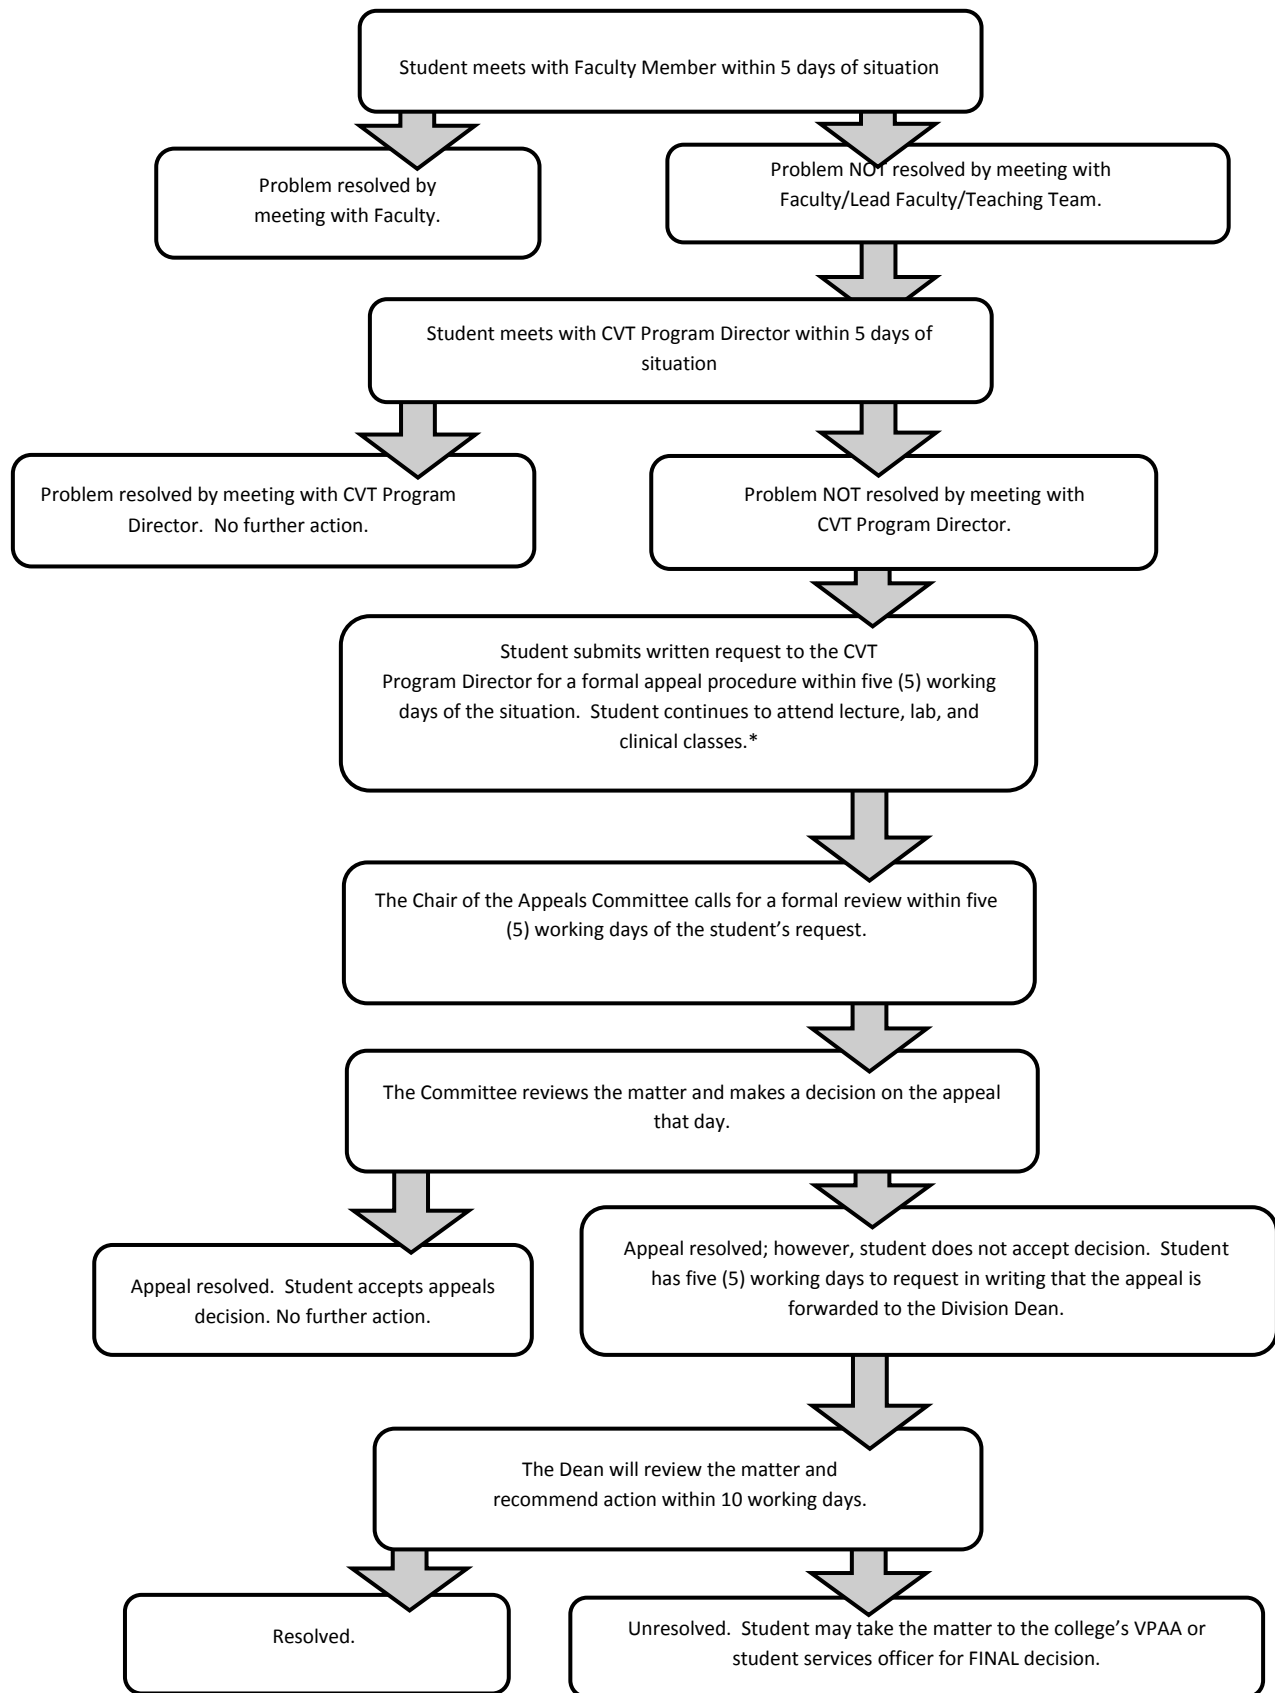 Student meets with Faculty Member within 5 days of situation
Problem resolved by
meeting with Faculty.
Problem NOT resolved by meeting with
Faculty/Lead Faculty/Teaching Team.
Student meets with CVT Program Director within 5 days of
situation
Problem resolved by meeting with CVT Program
Director.  No further action.
Problem NOT resolved by meeting with
CVT Program Director.
Student submits written request to the CVT
Program Director for a formal appeal procedure within five (5) working
days of the situation.  Student continues to attend lecture, lab, and
clinical classes.*
The Chair of the Appeals Committee calls for a formal review within five
(5) working days of the student’s request.
The Committee reviews the matter and makes a decision on the appeal
that day.
Appeal resolved.  Student accepts appeals
decision. No further action.
Appeal resolved; however, student does not accept decision.  Student
has five (5) working days to request in writing that the appeal is
forwarded to the Division Dean.
The Dean will review the matter and
recommend action within 10 working days.
Resolved.
Unresolved.  Student may take the matter to the college’s VPAA or
student services officer for FINAL decision.